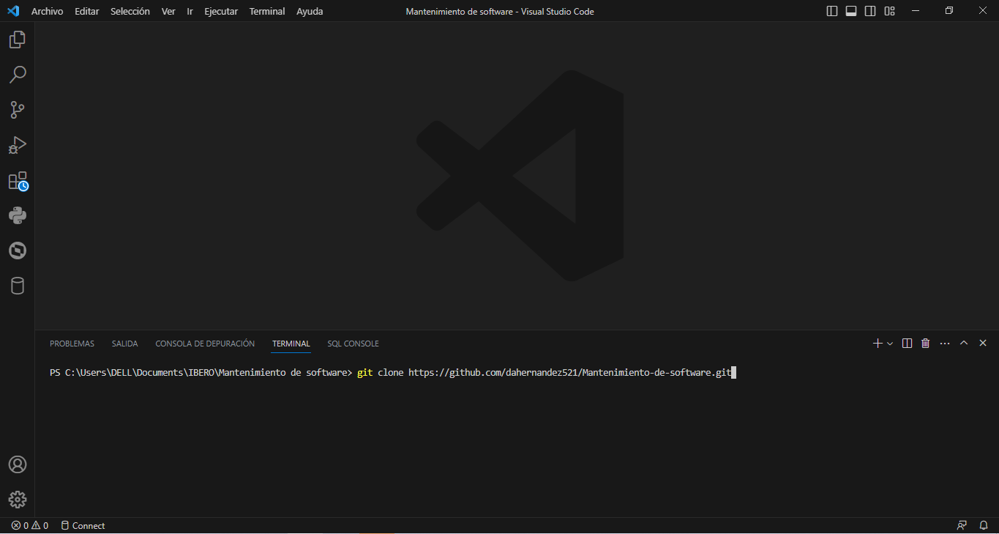 Archivo Editar Selección Ver Ir Ejecutar Terminal Ayuda Mantenimiento de software - Visual Studio Code
PROBLEMAS SALIDA CONSOLA DE DEPURACIÓN TERMINAL SQL CONSOLE
PS C:\Users\DELL\Documents\IBERO\Mantenimiento de software> git clone https://github.com/dahernandez521/Mantenimiento-de-software.git
0 0 Connect